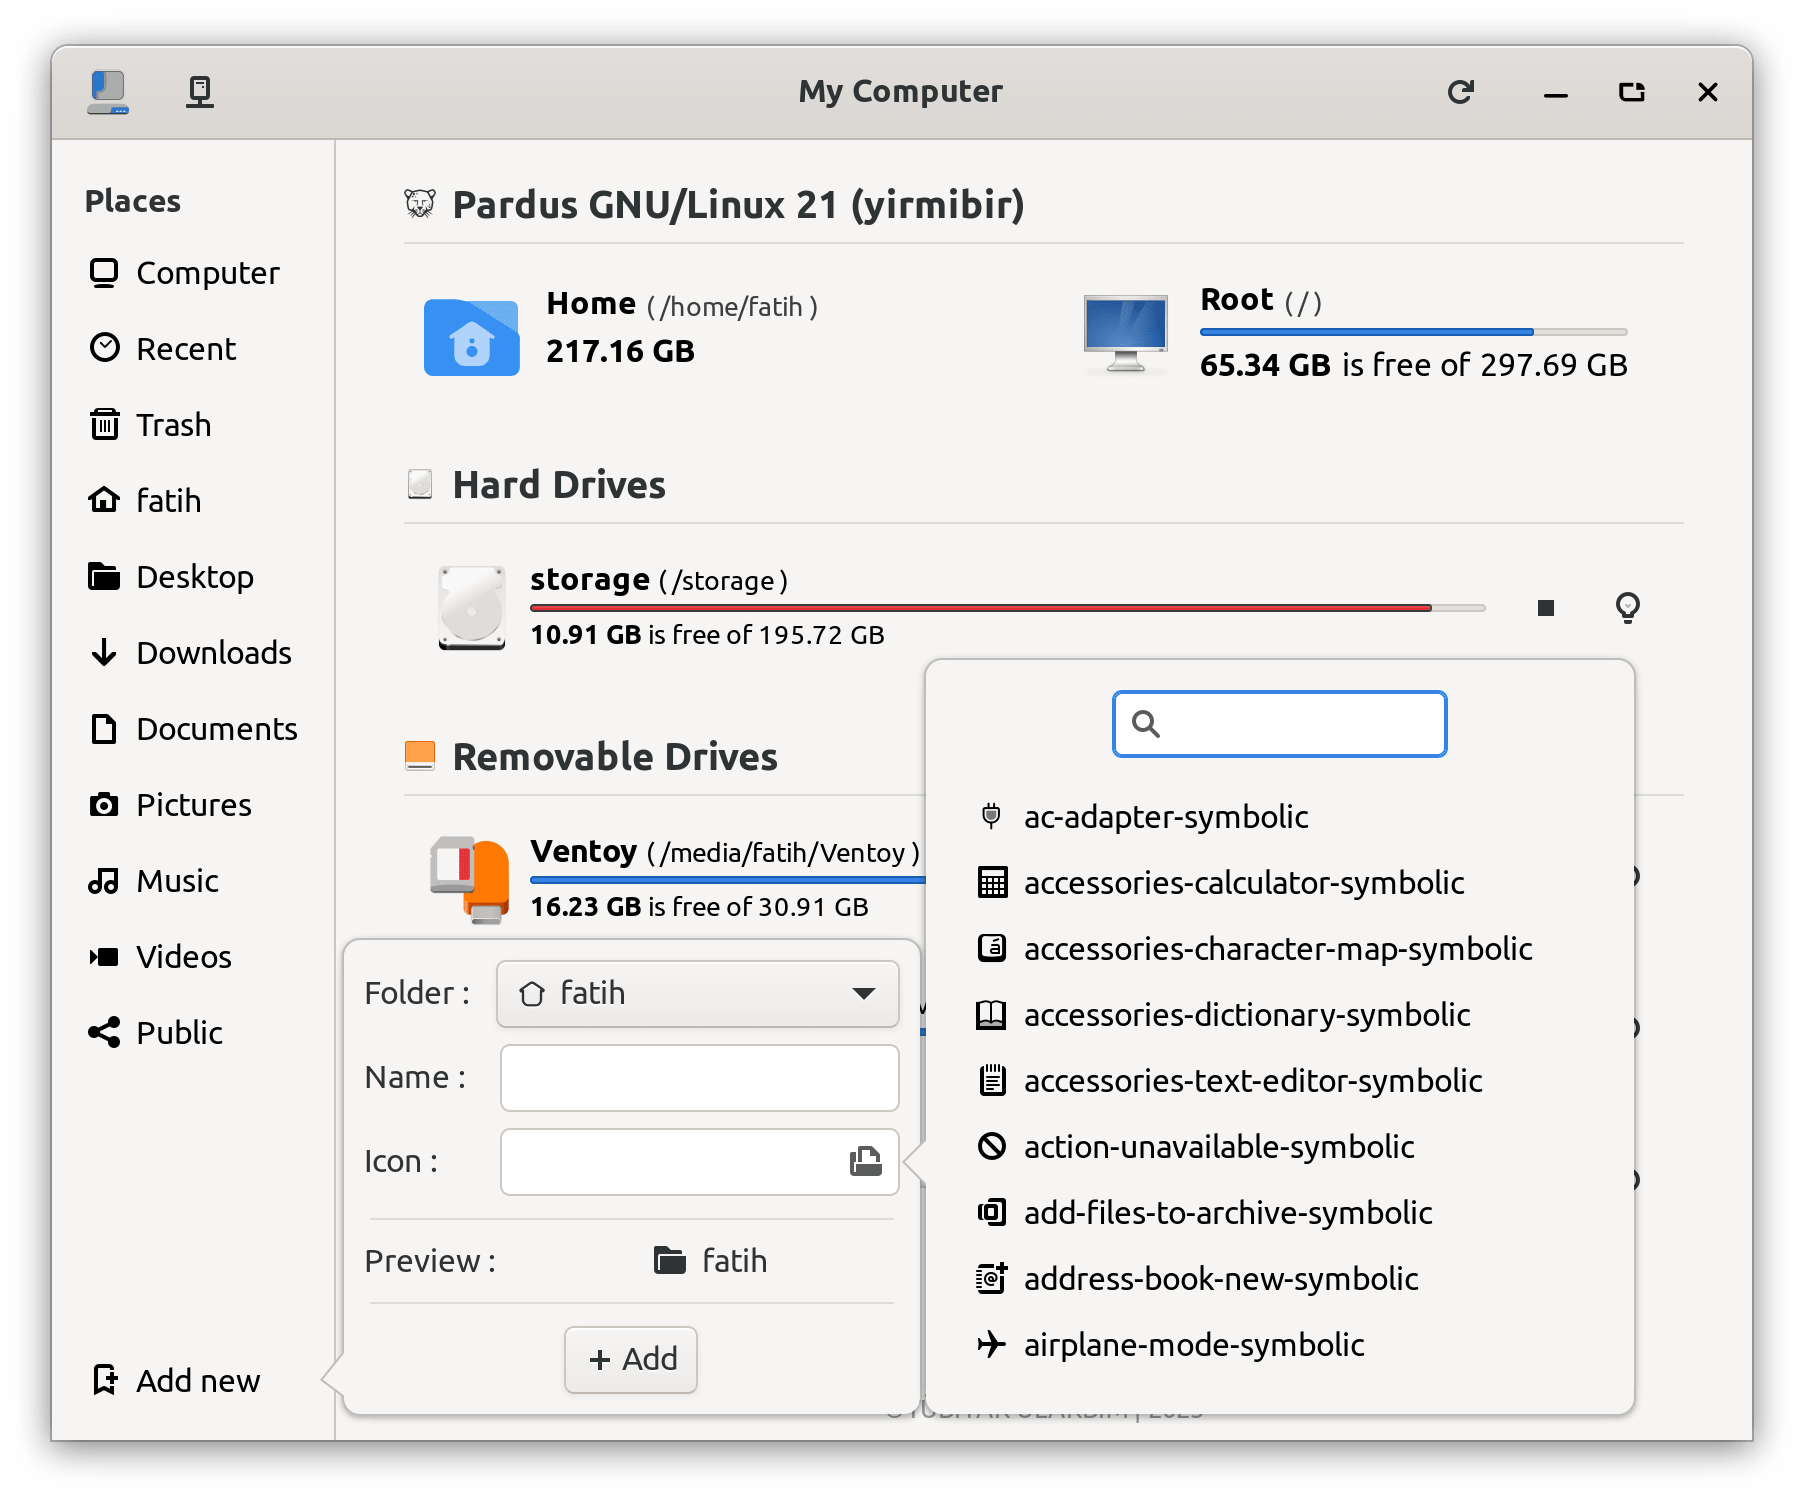 My Computer
Places
Computer
Recent
Trash
fatih
Desktop
Downloads
Documents
Pictures
Music
Videos
Public
Add new
Pardus GNU/Linux 21 (yirmibir)
Home ( /home/fatih )
217.16 GB
Root ( / )
65.34 GB is free of 297.69 GB
Hard Drives
storage ( /storage )
10.91 GB is free of 195.72 GB
Removable Drives
Ventoy ( /media/fatih/Ventoy )
16.23 GB is free of 30.91 GB
Folder : fatih
Name :
Icon :
Preview : fatih
+ Add
ac-adapter-symbolic
accessories-calculator-symbolic
accessories-character-map-symbolic
accessories-dictionary-symbolic
accessories-text-editor-symbolic
action-unavailable-symbolic
add-files-to-archive-symbolic
address-book-new-symbolic
airplane-mode-symbolic